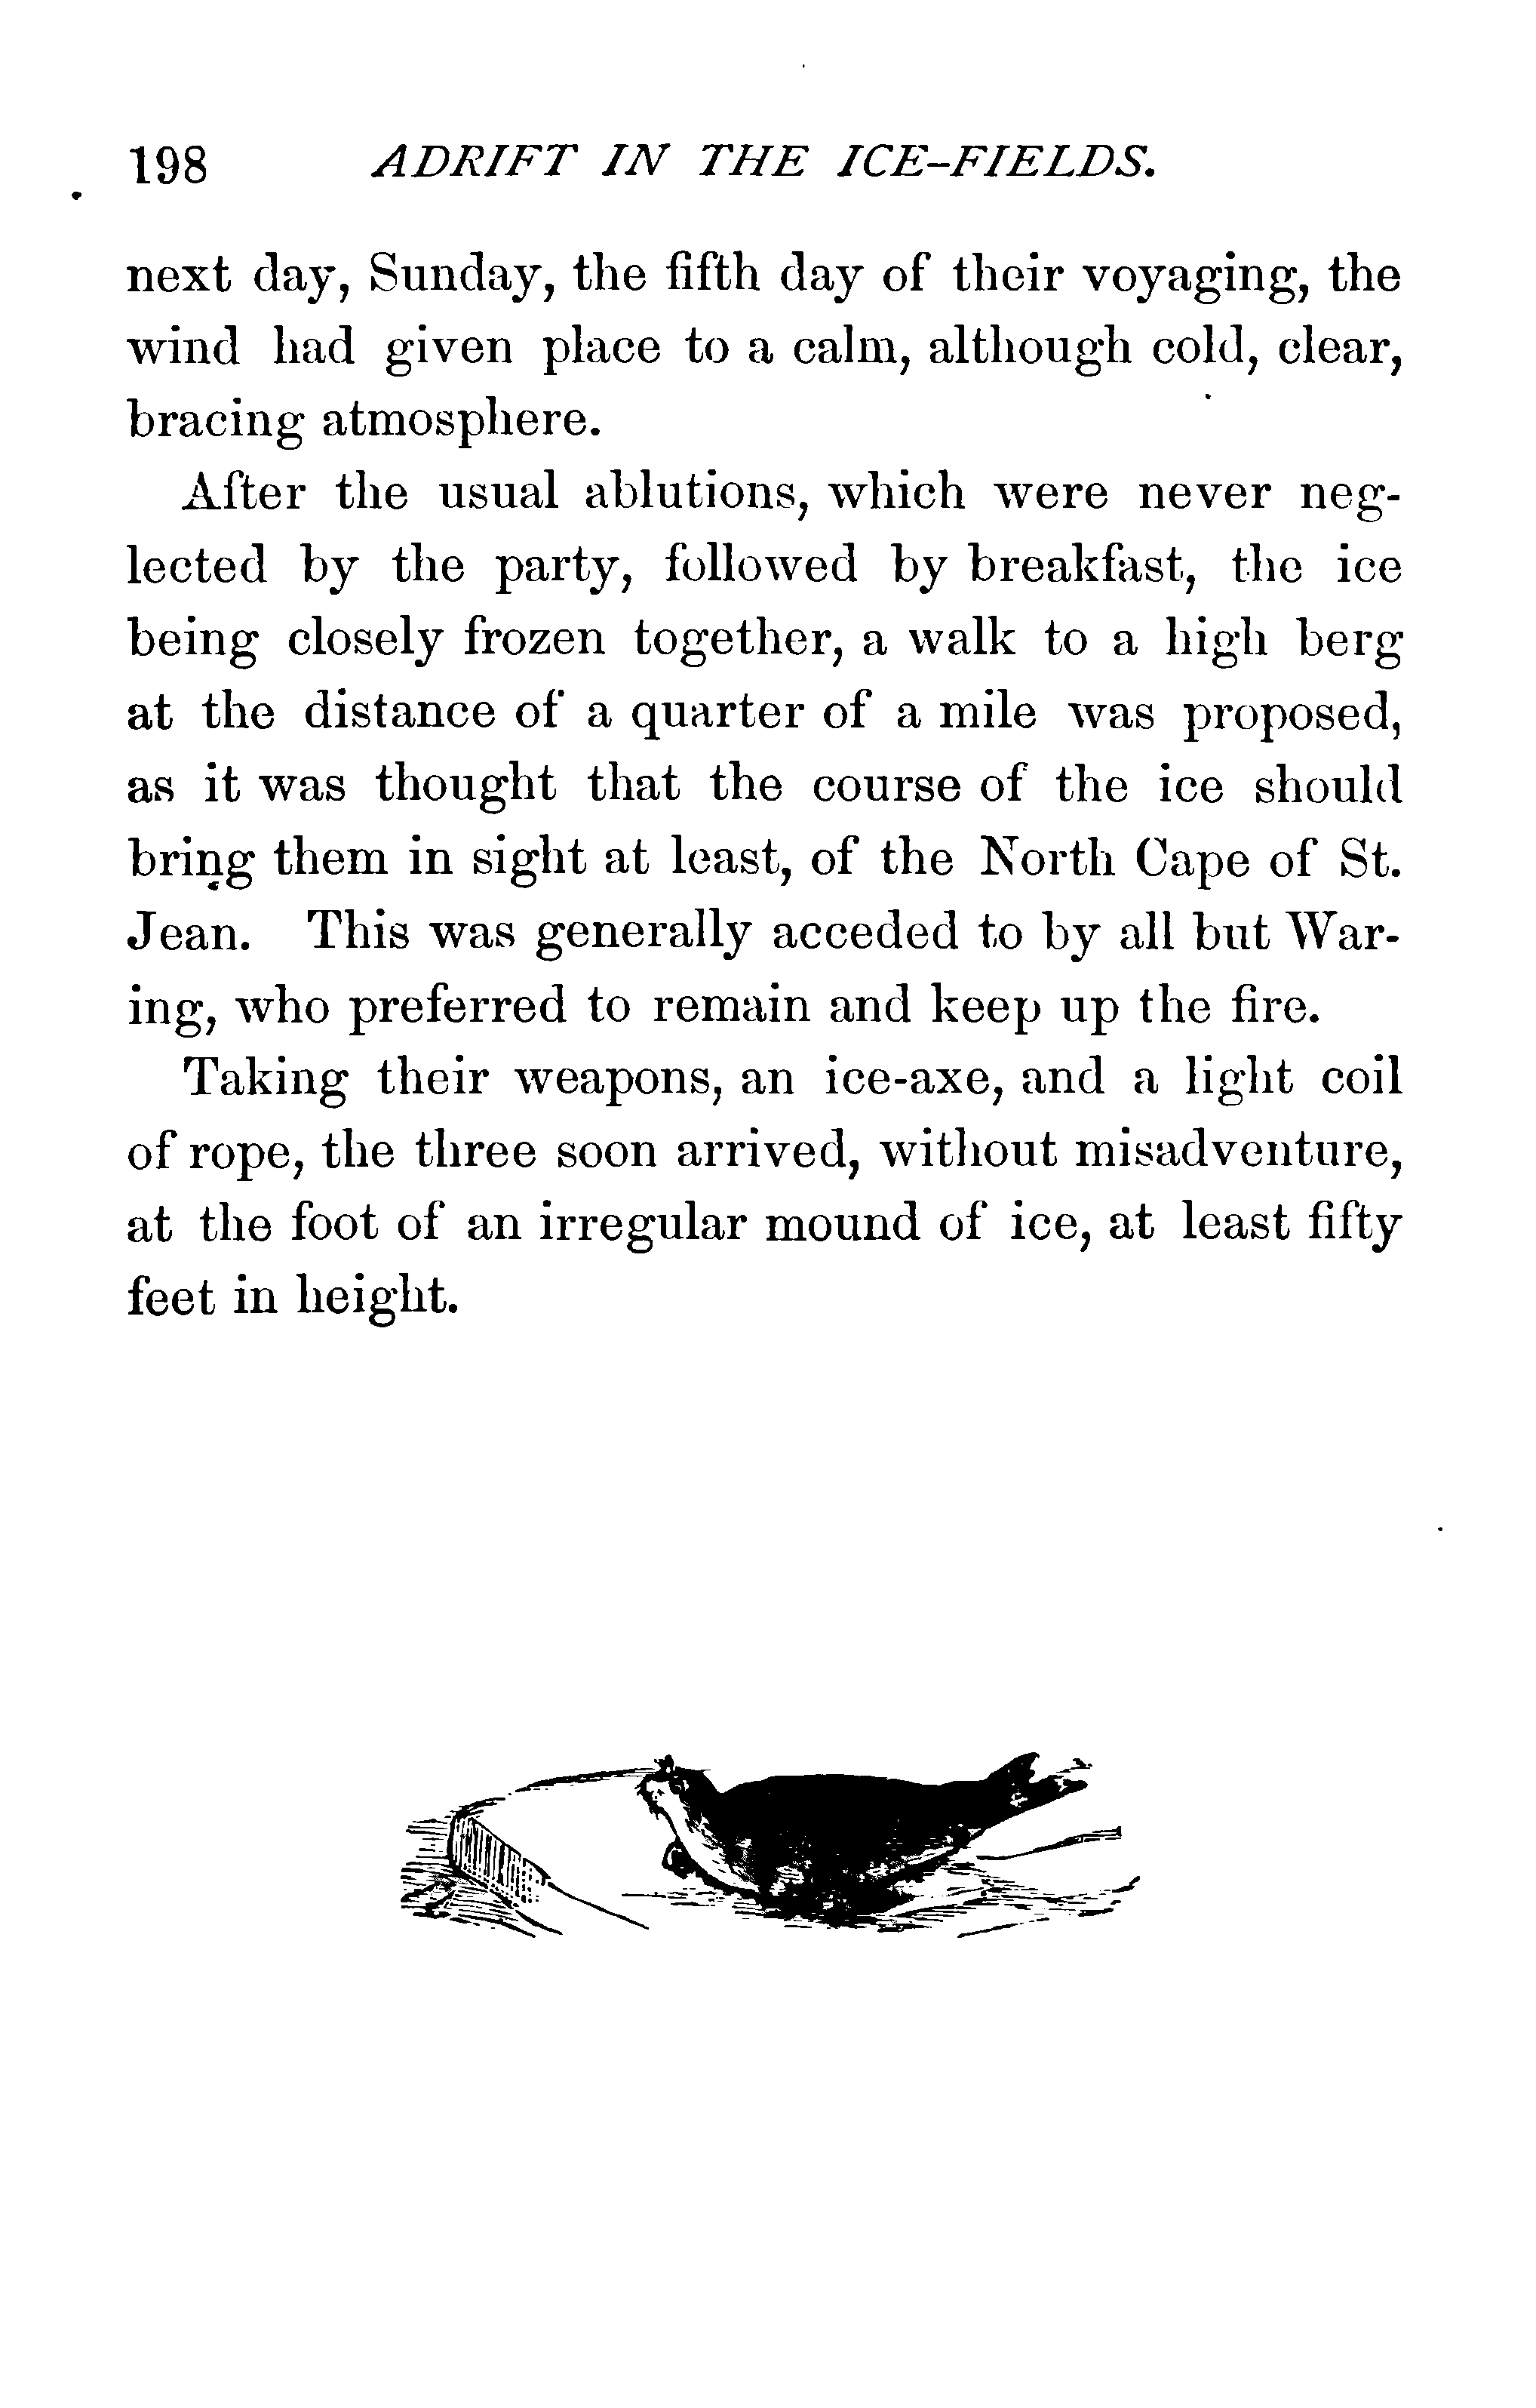 198 ADRIFT IN THE ICE-FIELDS.
next day, Sunday, the fifth day of their voyaging, the
wind had given place to a calm, although cold, clear,
bracing atmosphere.
After the usual ablutions, which were never neg-
lected by the party, followed by breakfast, the ice
being closely frozen together, a walk to a high berg
at the distance of a quarter of a mile was proposed,
as it was thought that the course of the ice should
bring them in sight at least, of the North Cape of St.
Jean. This was generally acceded to by all but War-
ing, who preferred to remain and keep up the fire.
Taking their weapons, an ice-axe, and a light coil
of rope, the three soon arrived, without misadventure,
at the foot of an irregular mound of ice, at least fifty
feet in height.